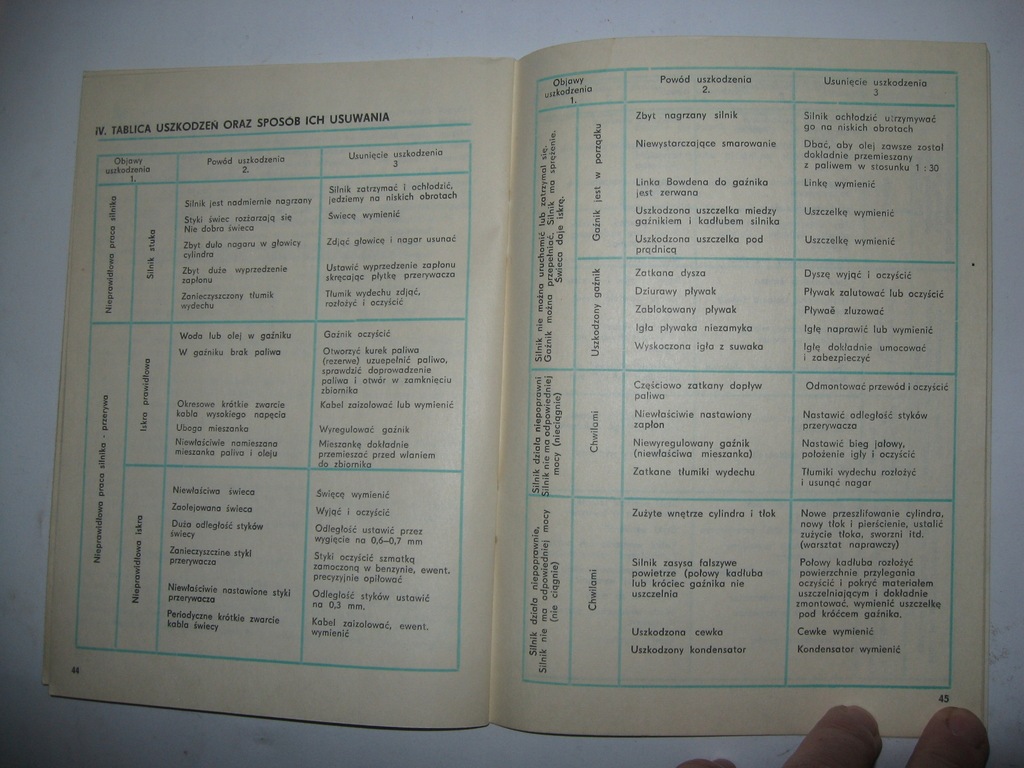 IV. TABLICA USZKODZEŃ ORAZ SPOSÓB ICH USUWANIA
Objawy
uszkodzenia
1.
Powód uszkodzenia
2.
Usunięcie uszkodzenia
3
Nieprawidłowa praca silnika
Silnik stuka
Silnik jest nadmiernie nagrzany
Silnik zatrzymać i ochłodzić,
jedziemy na niskich obrotach
Styki świec rozżarzają się
Nie dobra świeca
Świecę wymienić
Zbyt dużo nagaru w głowicy
cylindra
Zdjąć głowicę i nagar usunać
Zbyt duże wyprzedzenie
zapłonu
Ustawić wyprzedzenie zapłonu
skręcając płytkę przerywacza
Zanieczyszczony tłumik
wydechu
Tłumik wydechu zdjąć,
rozłożyć i oczyścić
Nieprawidłowa praca silnika - przerywa
Iskra prawidłowa
Woda lub olej w gaźniku
Gaźnik oczyścić
W gaźniku brak paliwa
Otworzyć kurek paliwa
(rezerwe) uzuepełnić paliwo,
sprawdzić doprowadzenie
paliwa i otwór w zamknięciu
zbiornika
Okresowe krótkie zwarcie
kabla wysokiego napęcia
Kabel zaizolować lub wymienić
Uboga mieszanka
Wyregulować gaźnik
Niewłaściwie namieszana
mieszanka paliva i oleju
Mieszankę dokładnie
przemieszać przed wlaniem
do zbiornika
Nieprawidłowa iskra
Niewłaściwa świeca
Świącę wymienić
Zaolejowana świeca
Wyjąć i oczyścić
Duża odległość styków
świecy
Odległość ustawić przez
wygięcie na 0,6–0,7 mm
Zanieczyszczine styki
przerywacza
Styki oczyścić szmatką
zamoczoną w benzynie, ewent.
precyzyjnie opiłować
Niewłaściwie nastawione styki
przerywacza
Odległość styków ustawić
na 0,3 mm.
Periodyczne krótkie zwarcie
kabla świecy
Kabel zaizolować, ewent.
wymienić
44
Objawy
uszkodzenia
1.
Powód uszkodzenia
2.
Usunięcie uszkodzenia
3
Silnik nie można uruchomić lub zatrzymał się.
Gaźnik można przepełniać. Silnik ma sprężenie.
Świeca daje iskrę.
Gaźnik jest w porządku
Zbyt nagrzany silnik
Silnik ochłodzić utrzymywać
go na niskich obrotach
Niewystarczające smarowanie
Dbać, aby olej zawsze został
dokładnie przemieszany
z paliwem w stosunku 1 : 30
Linka Bowdena do gaźnika
jest zerwana
Linkę wymienić
Uszkodzona uszczelka miedzy
gaźnikiem i kadłubem silnika
Uszczelkę wymienić
Uszkodzona uszczelka pod
prądnicą
Uszczelkę wymienić
Uszkodzony gaźnik
Zatkana dysza
Dyszę wyjąć i oczyścić
Dziurawy pływak
Pływak zalutować lub oczyścić
Zablokowany pływak
Pływaě zluzować
Igła pływaka niezamyka
Igłę naprawić lub wymienić
Wyskoczona igła z suwaka
Igłę dokładnie umocować
i zabezpieczyć
Silnik działa niepoprawni
Silnik nie ma odpowiedniej
mocy (nieciągnie)
Chwilami
Częściowo zatkany dopływ
paliwa
Odmontować przewód i oczyścić
Niewłaściwie nastawiony
zapłon
Nastawić odległość styków
przerywacza
Niewyregulowany gaźnik
(niewłaściwa mieszanka)
Nastawić bieg jałowy,
położenie igły i oczyścić
Zatkane tłumiki wydechu
Tłumiki wydechu rozłożyć
i usunąć nagar
Silnik działa niepoprawnie,
Silnik nie ma odpowiedniej mocy
(nie ciągnie)
Chwilami
Zużyte wnętrze cylindra i tłok
Nowe przeszlifowanie cylindra,
nowy tłok i pierścienie, ustalić
zużycie tłoka, sworzni itd.
(warsztat naprawczy)
Silnik zasysa fałszywe
powietrze (połowy kadłuba
lub króciec gaźnika nie
uszczelnia
Połowy kadłuba rozłożyć
powierzchnie przylegania
oczyścić i pokryć materiałem
uszczelniającym i dokładnie
zmontować. wymienić uszczelkę
pod króćcem gaźnika.
Uszkodzona cewka
Cewke wymienić
Uszkodzony kondensator
Kondensator wymienić
45